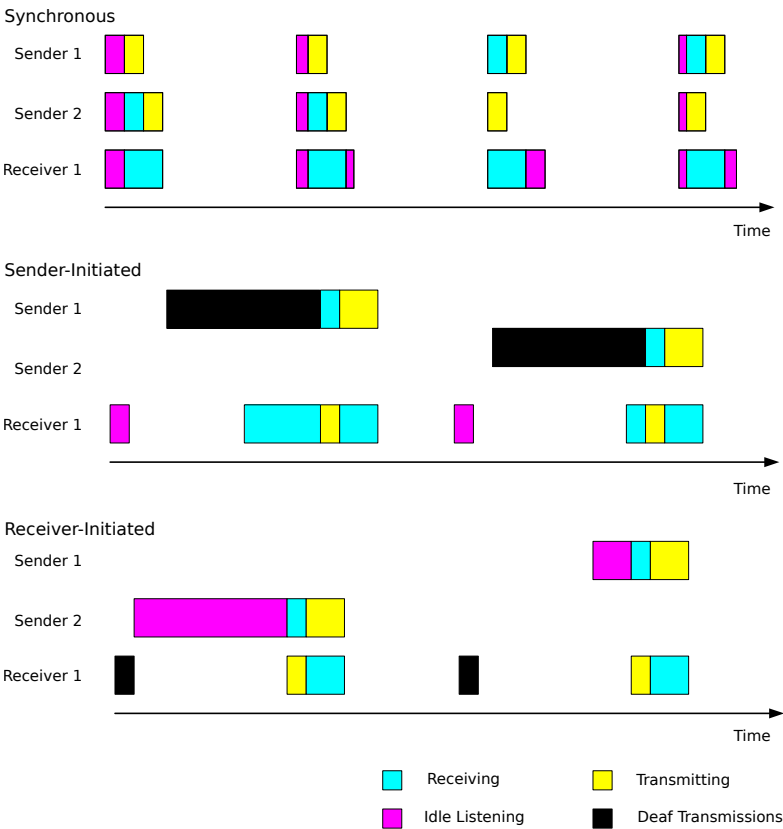 Synchronous
Sender 1
Sender 2
Receiver 1
Time
Sender-Initiated
Sender 1
Sender 2
Receiver 1
Time
Receiver-Initiated
Sender 1
Sender 2
Receiver 1
Time
Receiving
Transmitting
Idle Listening
Deaf Transmissions